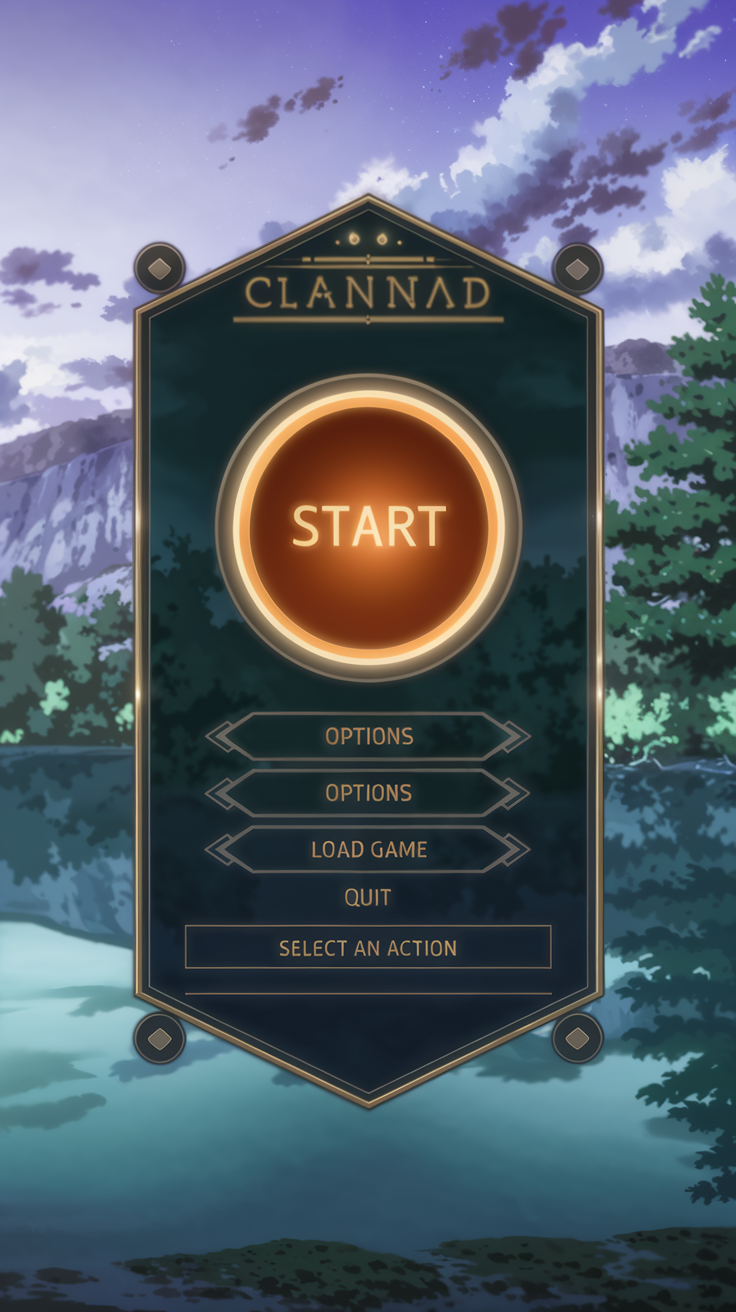 CLANNAD
START
OPTIONS
OPTIONS
LOAD GAME
QUIT
SELECT AN ACTION